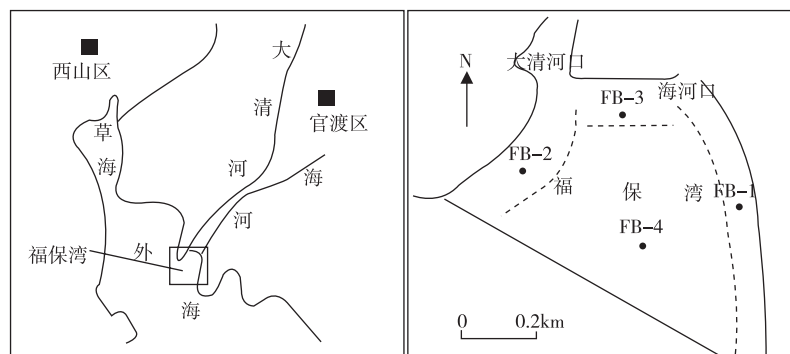 西山区
官渡区
草海
大清河
海河
福保湾
外海
N
大清河口
海河口
FB-3
FB-2
福保湾
FB-1
FB-4
0 0.2km